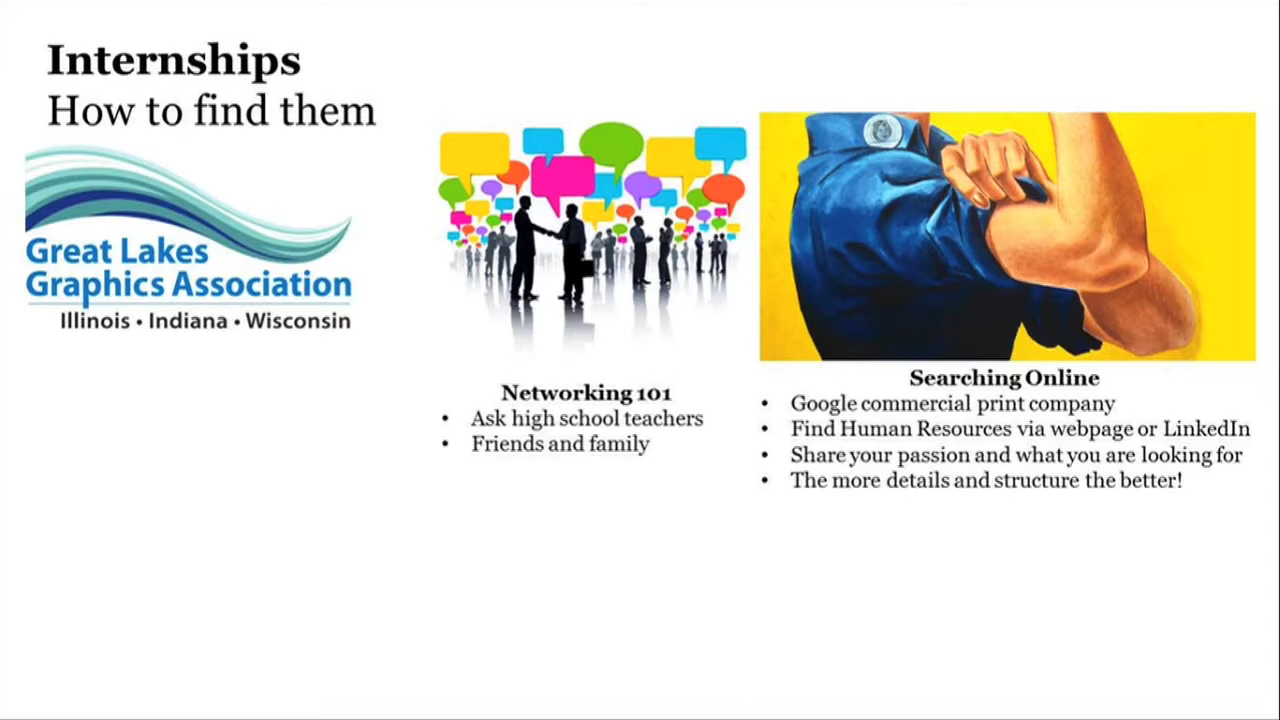 Internships
How to find them
Great Lakes
Graphics Association
Illinois • Indiana • Wisconsin
Networking 101
• Ask high school teachers
• Friends and family
Searching Online
• Google commercial print company
• Find Human Resources via webpage or LinkedIn
• Share your passion and what you are looking for
• The more details and structure the better!